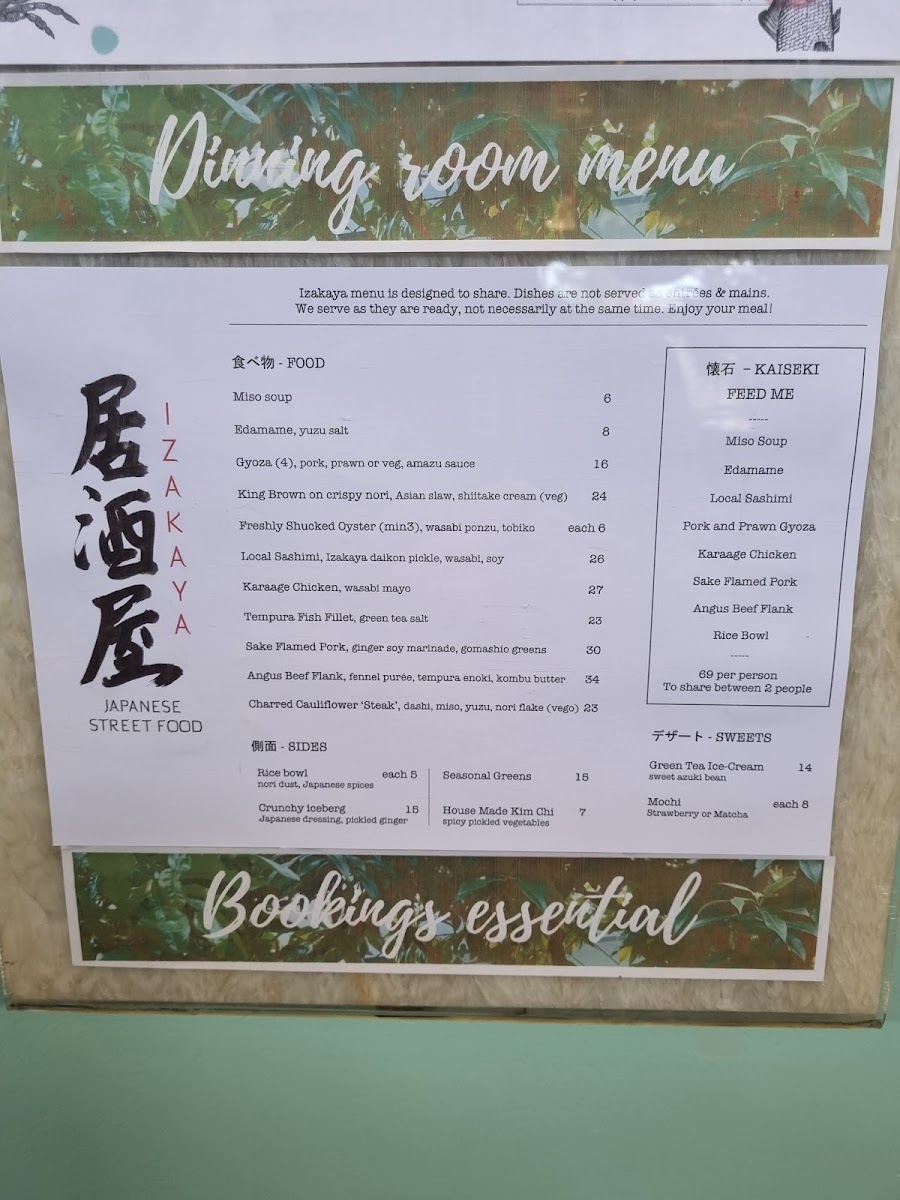 Dinning room menu
Izakaya menu is designed to share. Dishes are not served as entrées & mains.
We serve as they are ready, not necessarily at the same time. Enjoy your meal!
居酒屋
IZAKAYA
JAPANESE
STREET FOOD
食べ物 - FOOD
Miso soup 6
Edamame, yuzu salt 8
Gyoza (4), pork, prawn or veg, amazu sauce 16
King Brown on crispy nori, Asian slaw, shiitake cream (veg) 24
Freshly Shucked Oyster (min3), wasabi ponzu, tobiko each 6
Local Sashimi, Izakaya daikon pickle, wasabi, soy 26
Karaage Chicken, wasabi mayo 27
Tempura Fish Fillet, green tea salt 23
Sake Flamed Pork, ginger soy marinade, gomashio greens 30
Angus Beef Flank, fennel purée, tempura enoki, kombu butter 34
Charred Cauliflower ‘Steak’, dashi, miso, yuzu, nori flake (vego) 23
側面 - SIDES
Rice bowl each 5
nori dust, Japanese spices
Crunchy iceberg 15
Japanese dressing, pickled ginger
Seasonal Greens 15
House Made Kim Chi 7
spicy pickled vegetables
懐石 – KAISEKI
FEED ME
-----
Miso Soup
Edamame
Local Sashimi
Pork and Prawn Gyoza
Karaage Chicken
Sake Flamed Pork
Angus Beef Flank
Rice Bowl
-----
69 per person
To share between 2 people
デザート - SWEETS
Green Tea Ice-Cream 14
sweet azuki bean
Mochi each 8
Strawberry or Matcha
Bookings essential